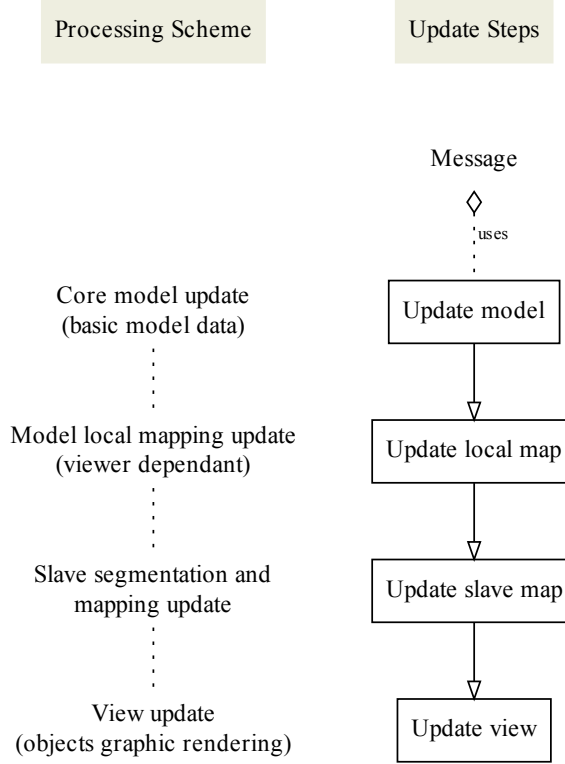 Processing Scheme
Update Steps
Message
uses
Core model update
(basic model data)
Update model
Model local mapping update
(viewer dependant)
Update local map
Slave segmentation and
mapping update
Update slave map
View update
(objects graphic rendering)
Update view